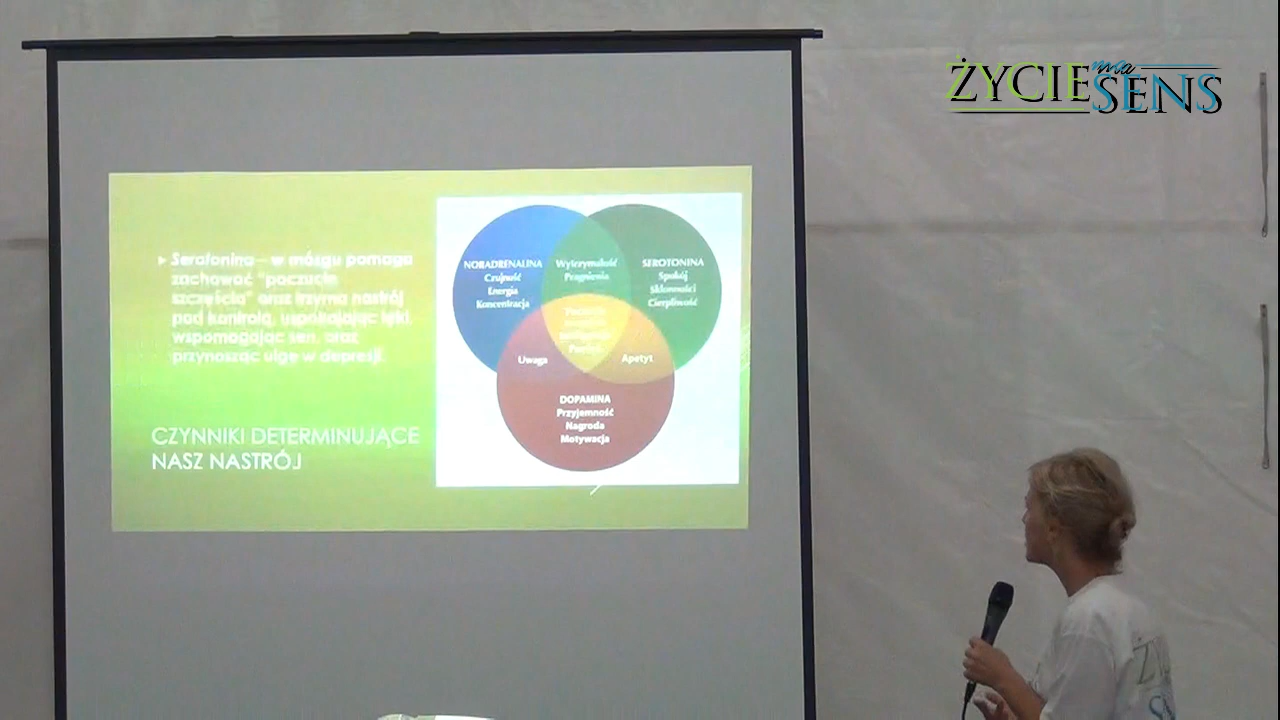 ŻYCIE ma SENS
Serotonina – w mózgu pomaga
zachować "poczucie
szczęścia" oraz trzyma nastrój
pod kontrolą, uspokajając lęki,
wspomagając sen, oraz
przynosząc ulgę w depresji.
CZYNNIKI DETERMINUJĄCE
NASZ NASTRÓJ
NORADRENALINA
Czujność
Energia
Koncentracja
Wytrzymałość
Pragnienia
SEROTONINA
Spokój
Skłonności
Cierpliwość
Uwaga
Apetyt
DOPAMINA
Przyjemność
Nagroda
Motywacja